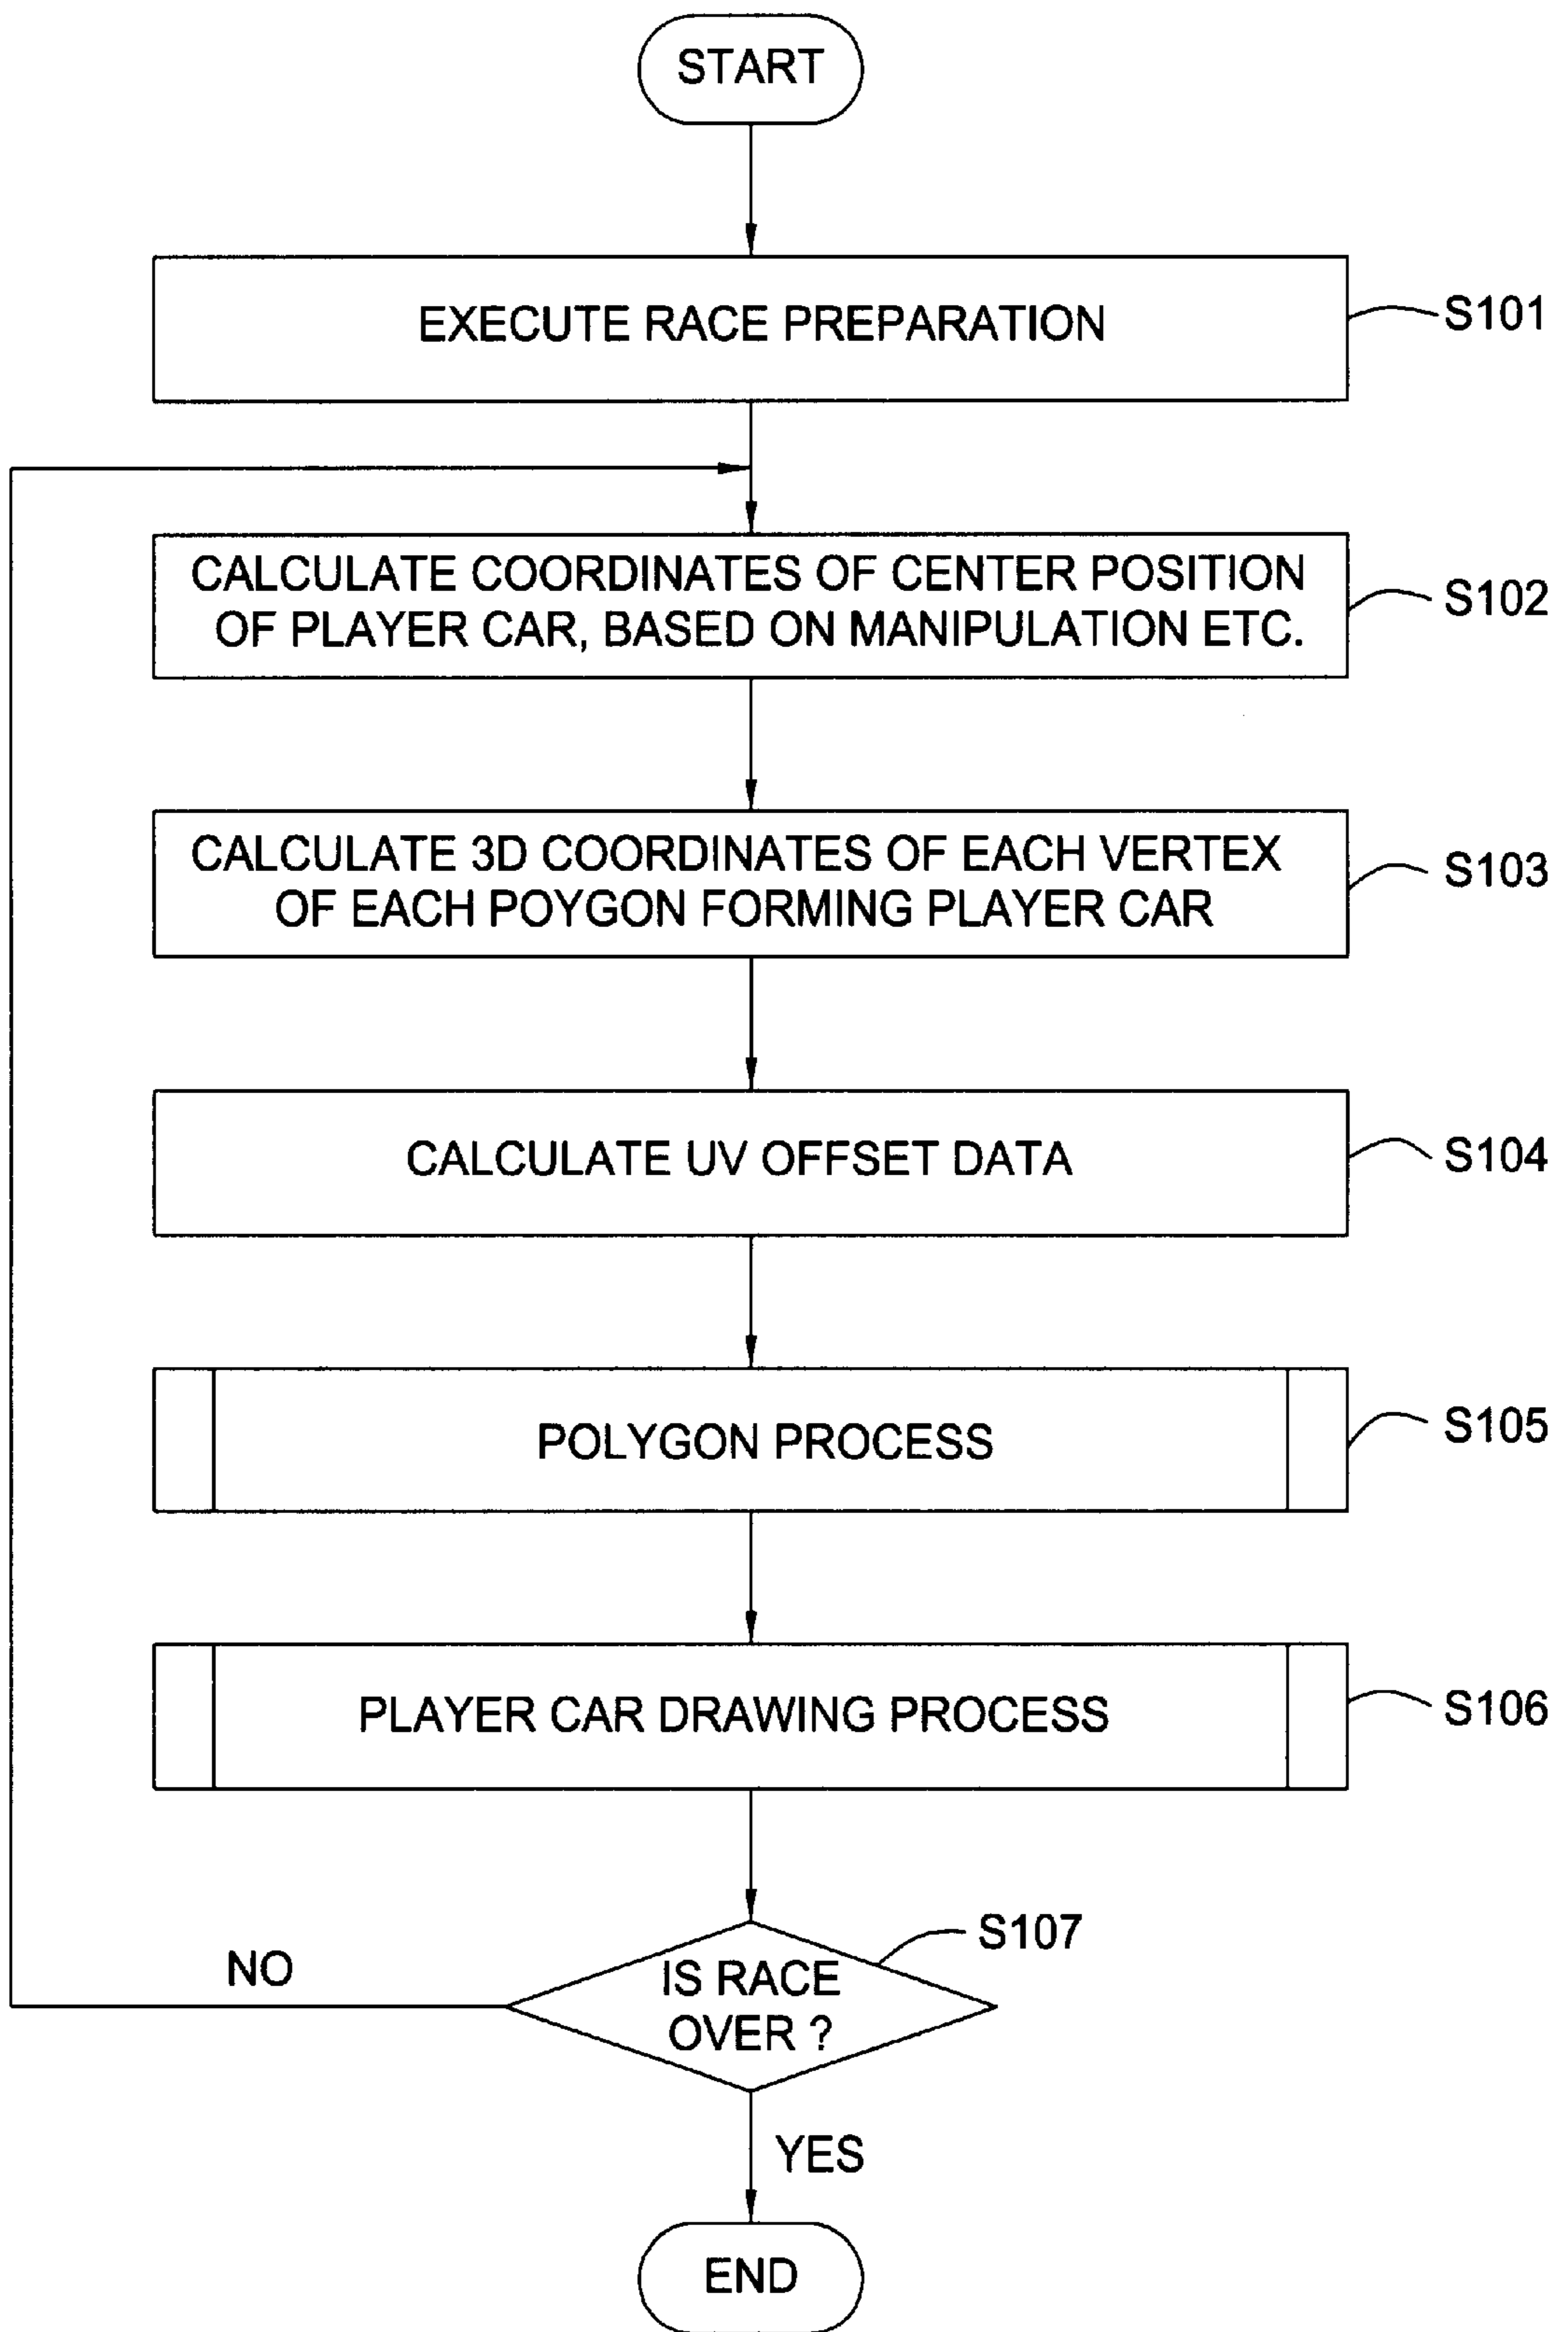 START
EXECUTE RACE PREPARATION
S101
CALCULATE COORDINATES OF CENTER POSITION
OF PLAYER CAR, BASED ON MANIPULATION ETC.
S102
CALCULATE 3D COORDINATES OF EACH VERTEX
OF EACH POYGON FORMING PLAYER CAR
S103
CALCULATE UV OFFSET DATA
S104
POLYGON PROCESS
S105
PLAYER CAR DRAWING PROCESS
S106
S107
IS RACE
OVER ?
NO
YES
END